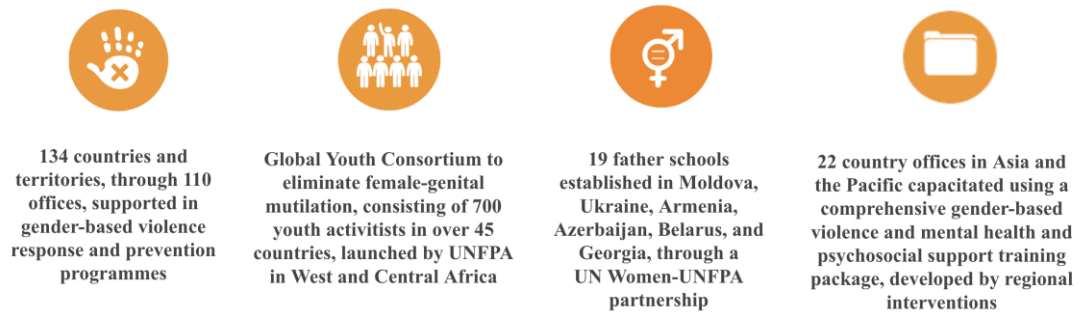 134 countries and
territories, through 110
offices, supported in
gender-based violence
response and prevention
programmes
Global Youth Consortium to
eliminate female-genital
mutilation, consisting of 700
youth activitists in over 45
countries, launched by UNFPA
in West and Central Africa
19 father schools
established in Moldova,
Ukraine, Armenia,
Azerbaijan, Belarus, and
Georgia, through a
UN Women-UNFPA
partnership
22 country offices in Asia and
the Pacific capacitated using a
comprehensive gender-based
violence and mental health and
psychosocial support training
package, developed by regional
interventions